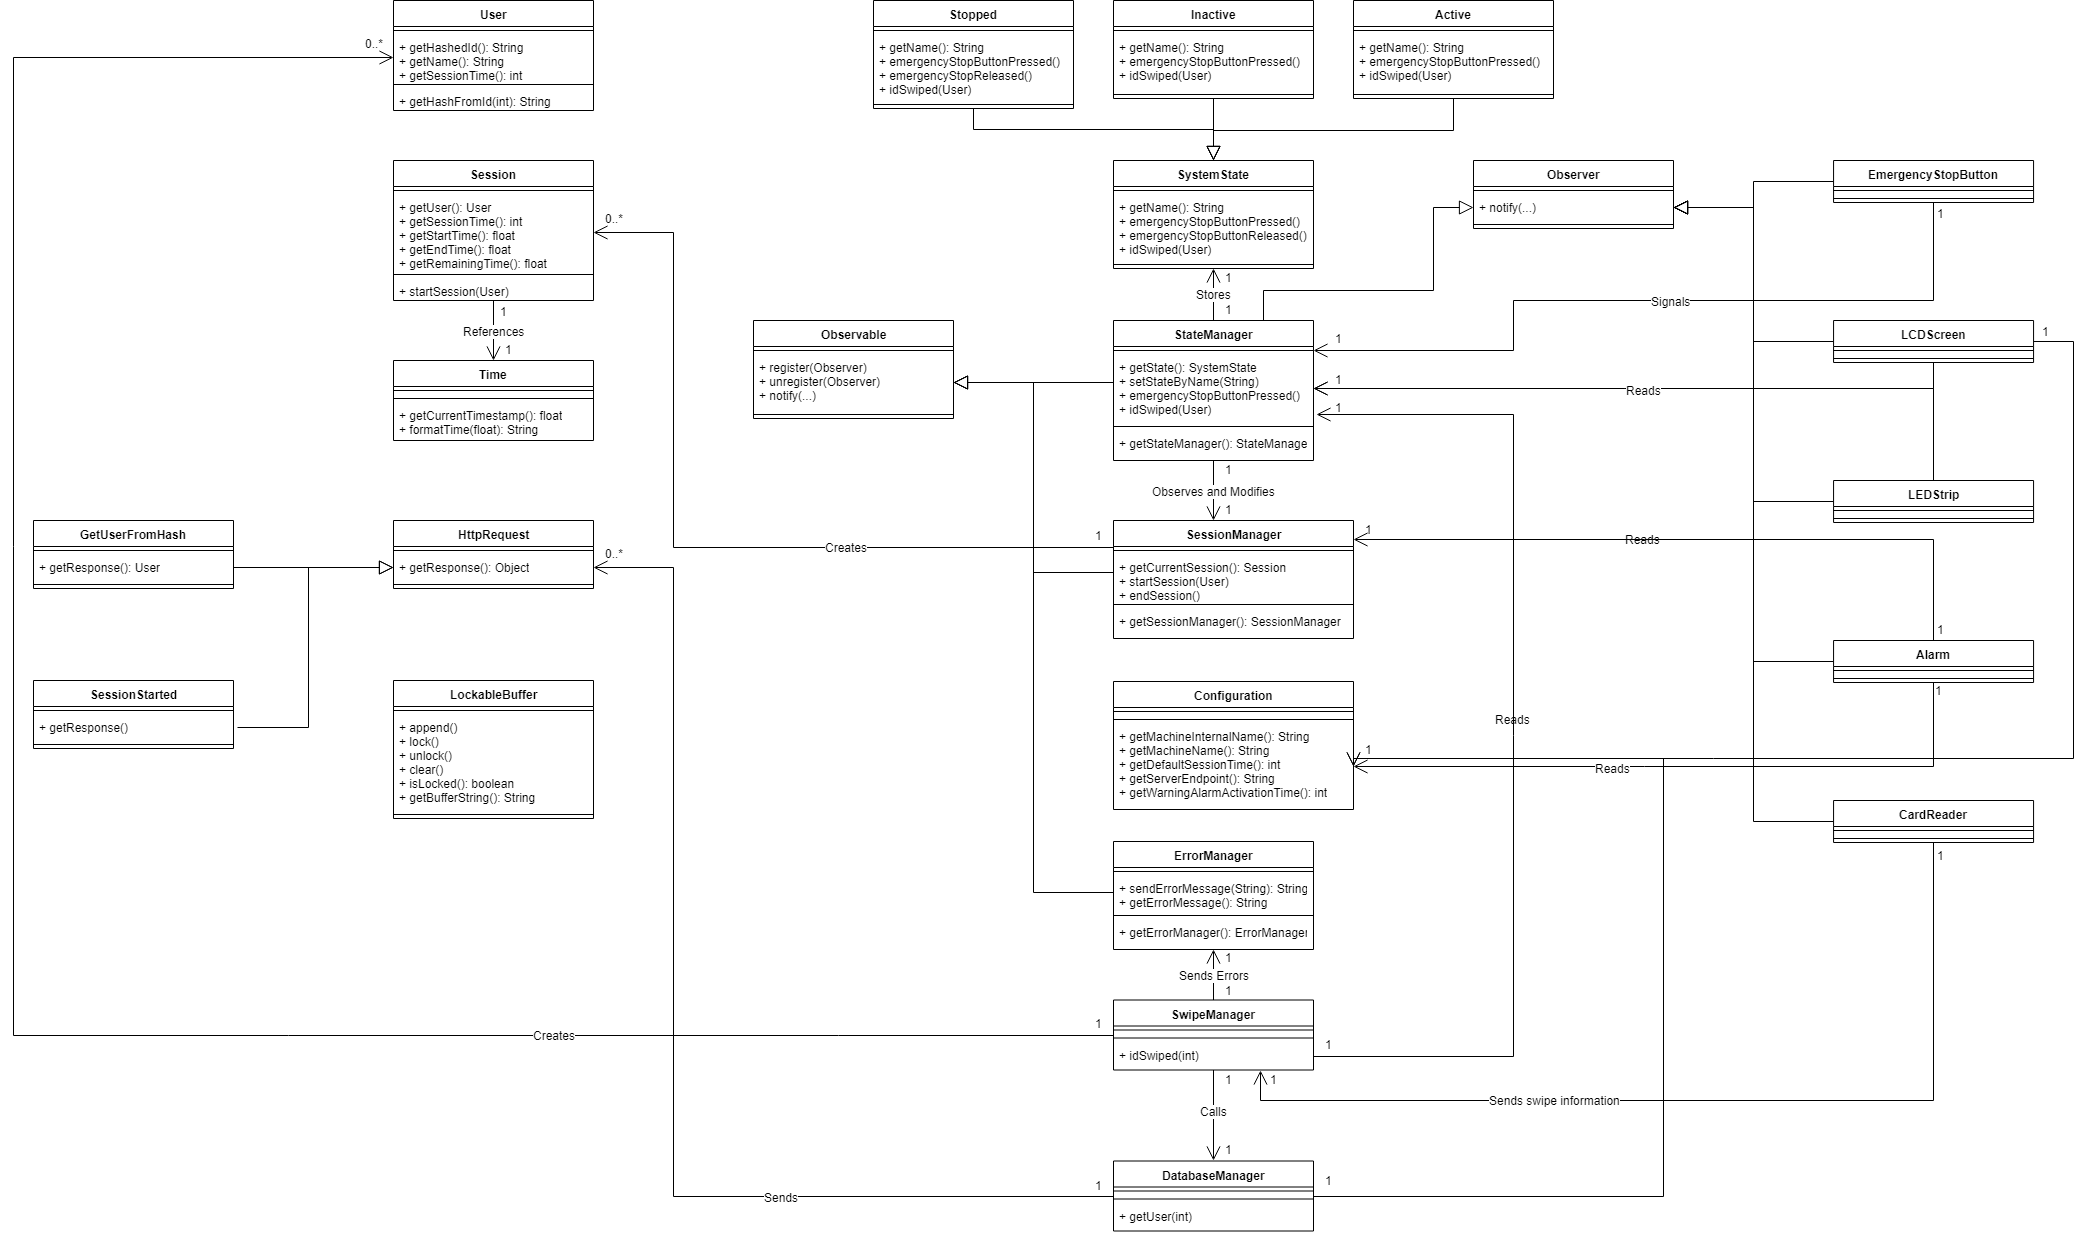 User
+ getHashedId(): String
+ getName(): String
+ getSessionTime(): int
+ getHashFromId(int): String
0..*
Stopped
+ getName(): String
+ emergencyStopButtonPressed()
+ emergencyStopReleased()
+ idSwiped(User)
Inactive
+ getName(): String
+ emergencyStopButtonPressed()
+ idSwiped(User)
Active
+ getName(): String
+ emergencyStopButtonPressed()
+ idSwiped(User)
Session
+ getUser(): User
+ getSessionTime(): int
+ getStartTime(): float
+ getEndTime(): float
+ getRemainingTime(): float
+ startSession(User)
0..*
1
References
1
SystemState
+ getName(): String
+ emergencyStopButtonPressed()
+ emergencyStopButtonReleased()
+ idSwiped(User)
1
Stores
1
Observer
+ notify(...)
EmergencyStopButton
1
Signals
Time
+ getCurrentTimestamp(): float
+ formatTime(float): String
Observable
+ register(Observer)
+ unregister(Observer)
+ notify(...)
StateManager
+ getState(): SystemState
+ setStateByName(String)
+ emergencyStopButtonPressed()
+ idSwiped(User)
+ getStateManager(): StateManage
1
1
1
LCDScreen
1
Reads
1
Observes and Modifies
1
LEDStrip
GetUserFromHash
+ getResponse(): User
HttpRequest
+ getResponse(): Object
0..*
Creates
1
SessionManager
+ getCurrentSession(): Session
+ startSession(User)
+ endSession()
+ getSessionManager(): SessionManager
1
Reads
1
Alarm
1
SessionStarted
+ getResponse()
LockableBuffer
+ append()
+ lock()
+ unlock()
+ clear()
+ isLocked(): boolean
+ getBufferString(): String
Configuration
+ getMachineInternalName(): String
+ getMachineName(): String
+ getDefaultSessionTime(): int
+ getServerEndpoint(): String
+ getWarningAlarmActivationTime(): int
1
Reads
Reads
CardReader
1
ErrorManager
+ sendErrorMessage(String): String
+ getErrorMessage(): String
+ getErrorManager(): ErrorManager
1
Sends Errors
1
SwipeManager
+ idSwiped(int)
Creates
1
1
1
1
Sends swipe information
Calls
1
DatabaseManager
+ getUser(int)
Sends
1
1